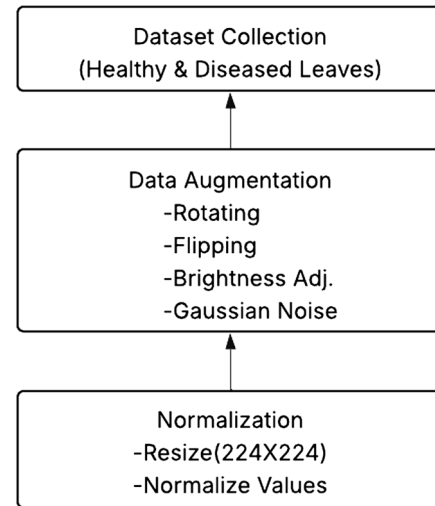 Dataset Collection
(Healthy & Diseased Leaves)
Data Augmentation
-Rotating
-Flipping
-Brightness Adj.
-Gaussian Noise
Normalization
-Resize(224X224)
-Normalize Values